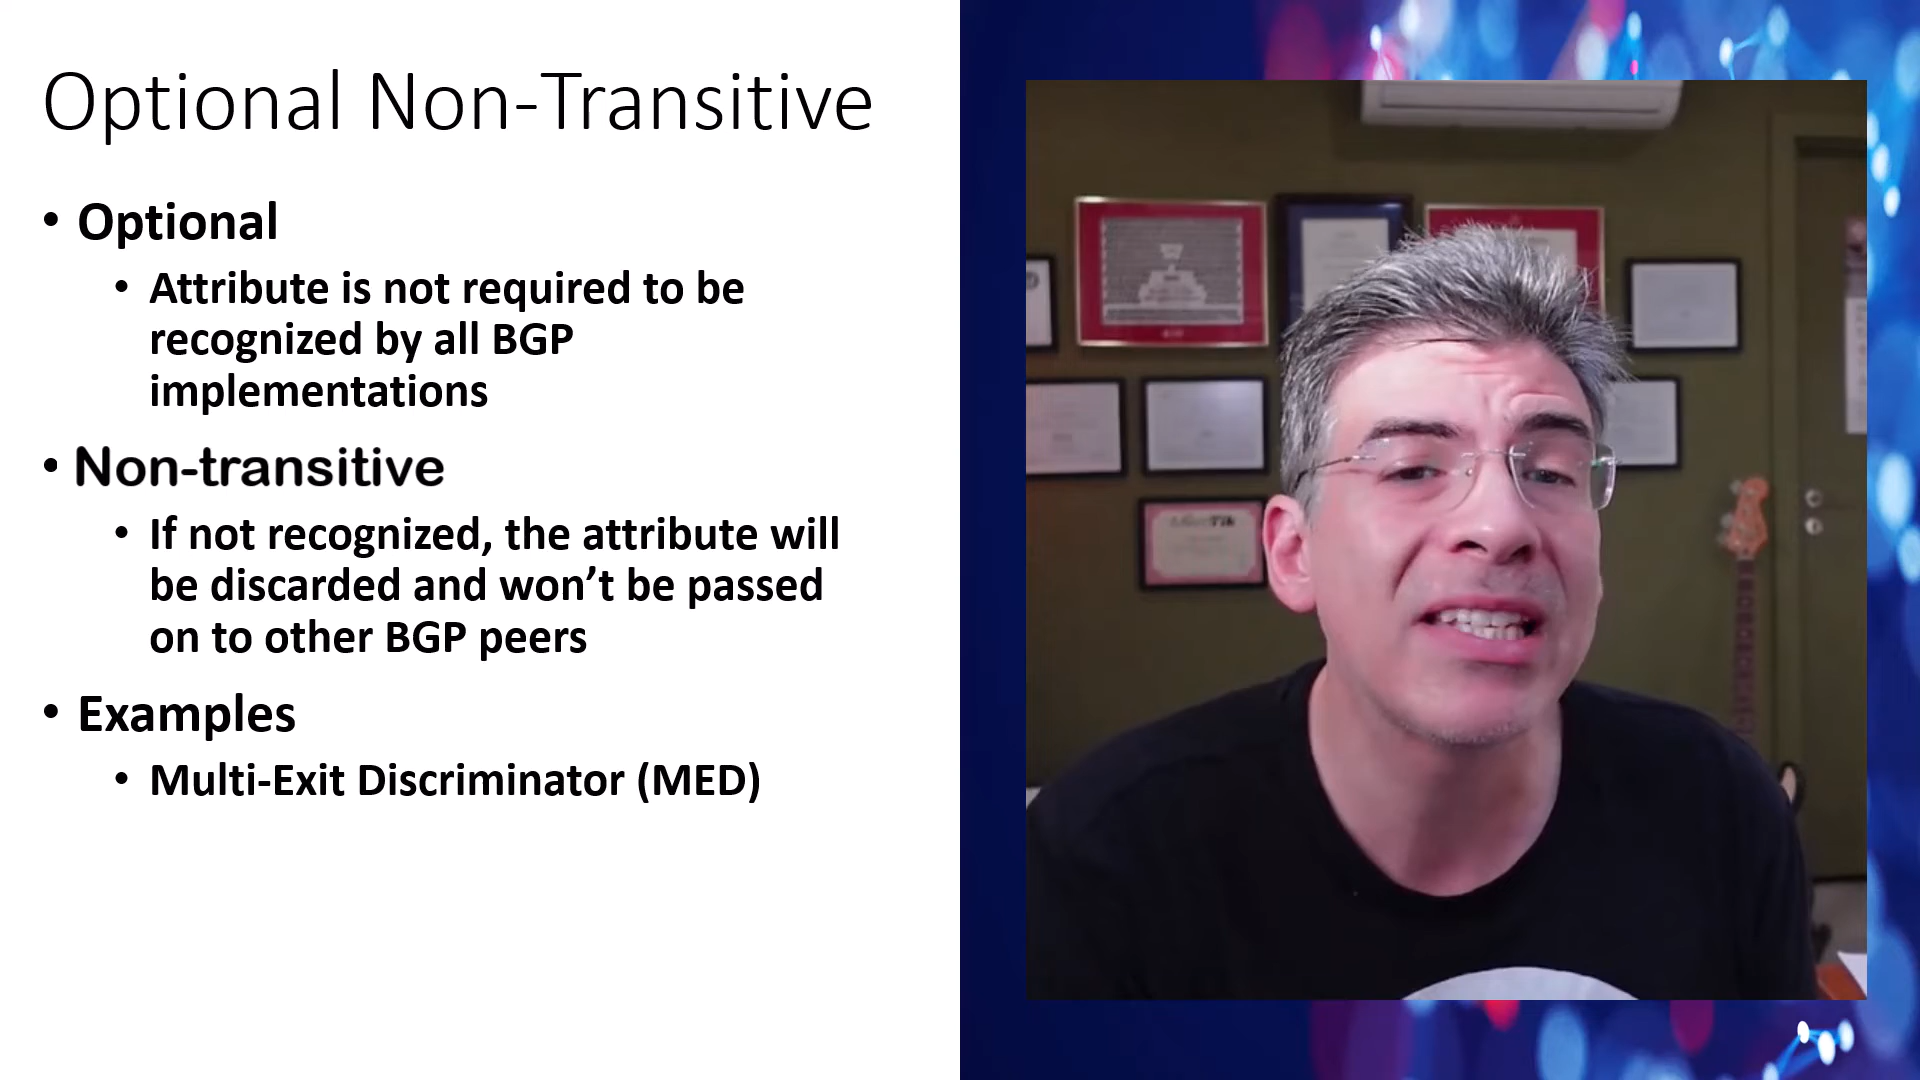 Optional Non-Transitive
• Optional
• Attribute is not required to be
recognized by all BGP
implementations
• Non-transitive
• If not recognized, the attribute will
be discarded and won’t be passed
on to other BGP peers
• Examples
• Multi-Exit Discriminator (MED)